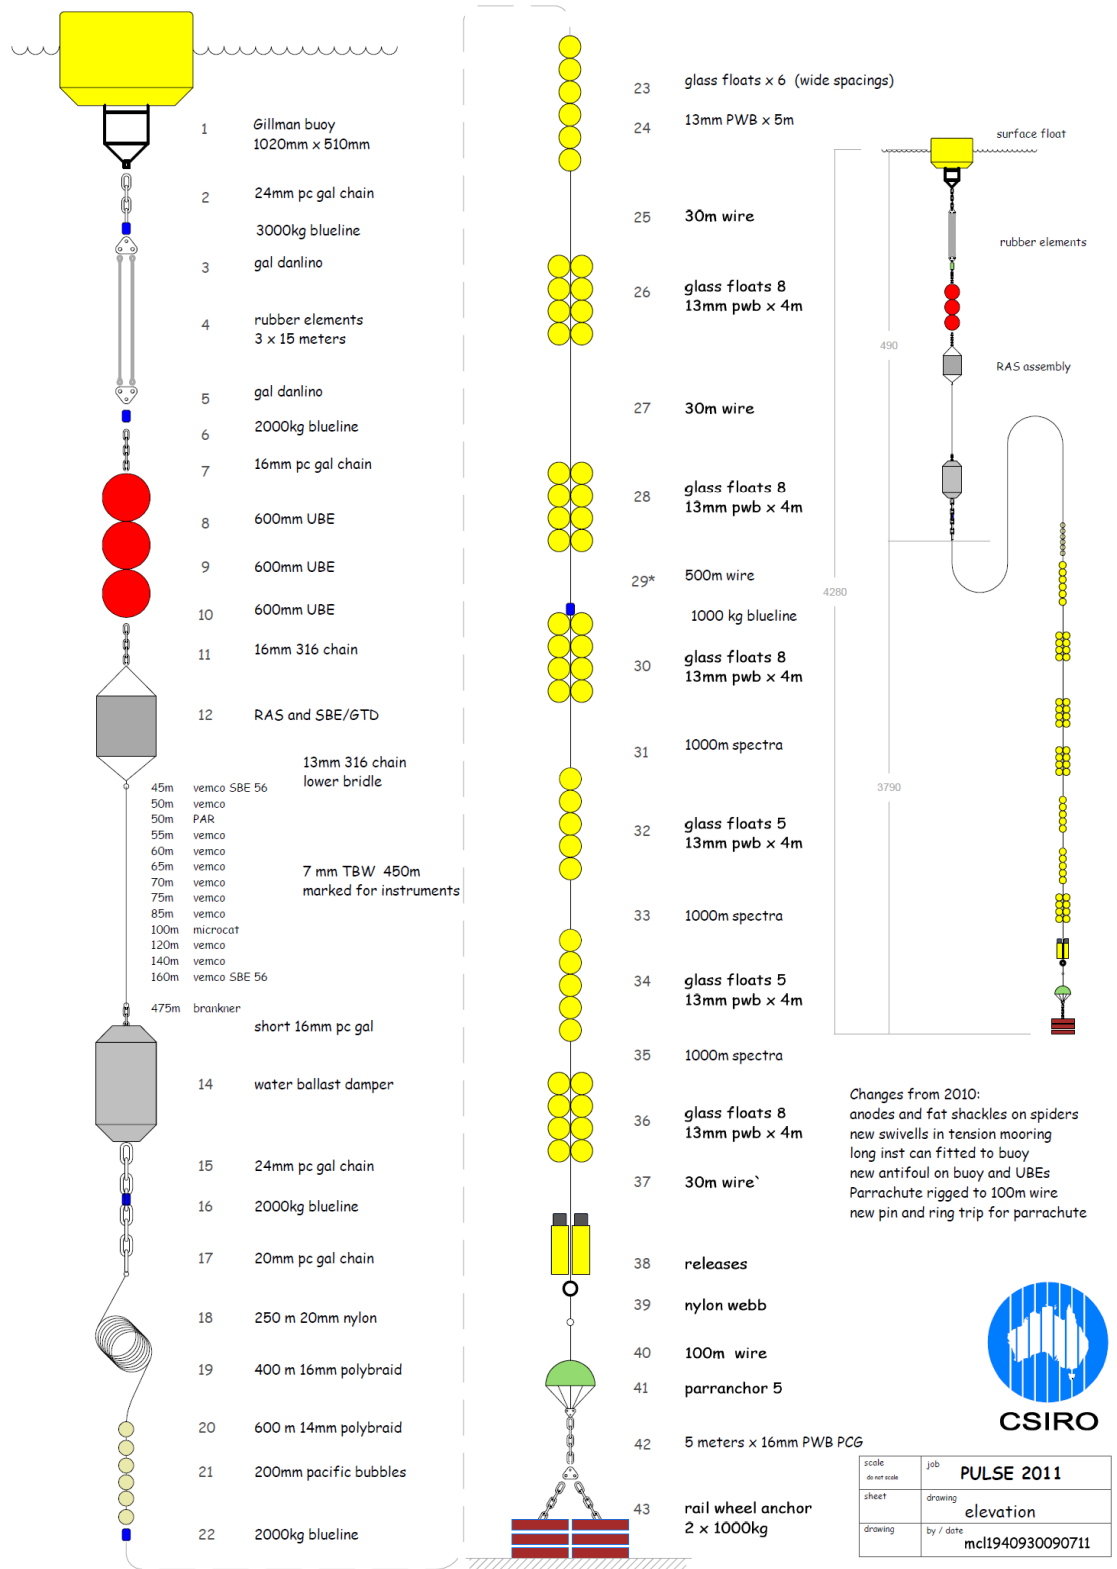 1 Gillman buoy
1020mm x 510mm
2 24mm pc gal chain
3000kg blueline
3 gal danlino
4 rubber elements
3 x 15 meters
5 gal danlino
6 2000kg blueline
7 16mm pc gal chain
8 600mm UBE
9 600mm UBE
10 600mm UBE
11 16mm 316 chain
12 RAS and SBE/GTD
13mm 316 chain
lower bridle
45m vemco SBE 56
50m vemco
50m PAR
55m vemco
60m vemco
65m vemco
70m vemco
75m vemco
85m vemco
100m microcat
120m vemco
140m vemco
160m vemco SBE 56
475m brankner
7 mm TBW 450m
marked for instruments
short 16mm pc gal
14 water ballast damper
15 24mm pc gal chain
16 2000kg blueline
17 20mm pc gal chain
18 250 m 20mm nylon
19 400 m 16mm polybraid
20 600 m 14mm polybraid
21 200mm pacific bubbles
22 2000kg blueline
23 glass floats x 6 (wide spacings)
24 13mm PWB x 5m
25 30m wire
26 glass floats 8
13mm pwb x 4m
27 30m wire
28 glass floats 8
13mm pwb x 4m
29* 500m wire
1000 kg blueline
30 glass floats 8
13mm pwb x 4m
31 1000m spectra
32 glass floats 5
13mm pwb x 4m
33 1000m spectra
34 glass floats 5
13mm pwb x 4m
35 1000m spectra
36 glass floats 8
13mm pwb x 4m
37 30m wire`
38 releases
39 nylon webb
40 100m wire
41 parranchor 5
42 5 meters x 16mm PWB PCG
43 rail wheel anchor
2 x 1000kg
surface float
rubber elements
490
RAS assembly
4280
3790
Changes from 2010:
anodes and fat shackles on spiders
new swivells in tension mooring
long inst can fitted to buoy
new antifoul on buoy and UBEs
Parrachute rigged to 100m wire
new pin and ring trip for parrachute
CSIRO
scale
do not scale
job
PULSE 2011
sheet
drawing
elevation
drawing
by / date
mcl1940930090711